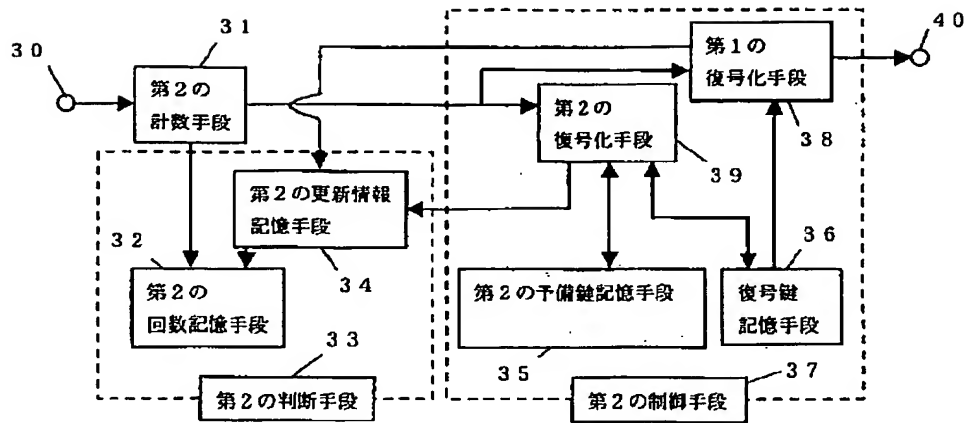 30
31
第2の
計数手段
32
第2の
回数記憶手段
第2の更新情報
記憶手段
34
33
第2の判断手段
第1の
復号化手段
40
38
第2の
復号化手段
39
第2の予備鍵記憶手段
35
36
復号鍵
記憶手段
37
第2の制御手段